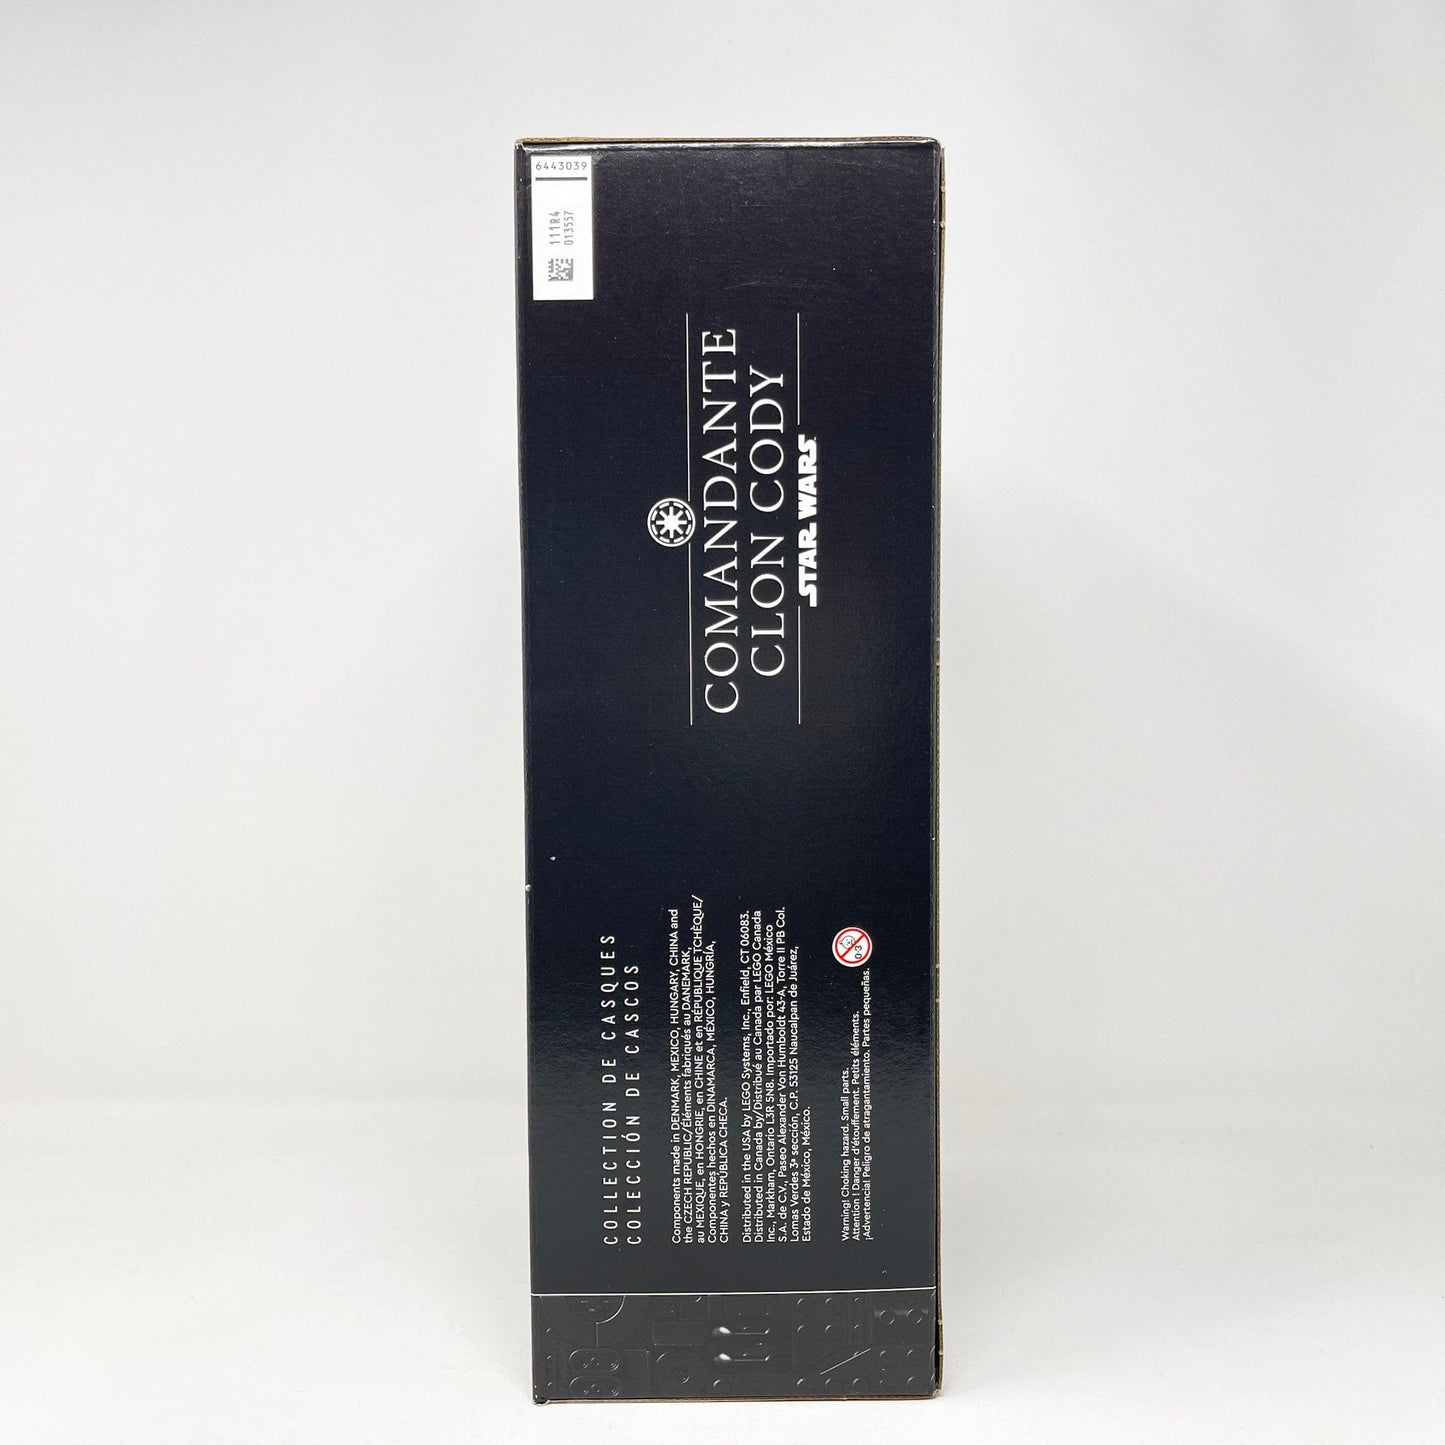 6443039
111R4
013557
COMANDANTE
CLON CODY
STAR WARS
COLLECTION DE CASQUES
COLECCIÓN DE CASCOS
Components made in DENMARK, MEXICO, HUNGARY, CHINA and
the CZECH REPUBLIC/Éléments fabriqués au DANEMARK,
au MEXIQUE, en HONGRIE, en CHINE et en RÉPUBLIQUE TCHÈQUE/
Componentes hechos en DINAMARCA, MÉXICO, HUNGRÍA,
CHINA y REPÚBLICA CHECA.
Distributed in the USA by LEGO Systems, Inc., Enfield, CT 06083.
Distributed in Canada by/Distribué au Canada par LEGO Canada
Inc., Markham, Ontario L3R 5N8. Importado por: LEGO México
S.A. de C.V., Paseo Alexander Von Humboldt 43-A, Torre II PB Col.
Lomas Verdes 3ª sección, C.P. 53125 Naucalpan de Juárez,
Estado de México, México.
0-3
Warning! Choking hazard. Small parts.
Attention ! Danger d'étouffement. Petits éléments.
¡Advertencia! Peligro de atragantamiento. Partes pequeñas.